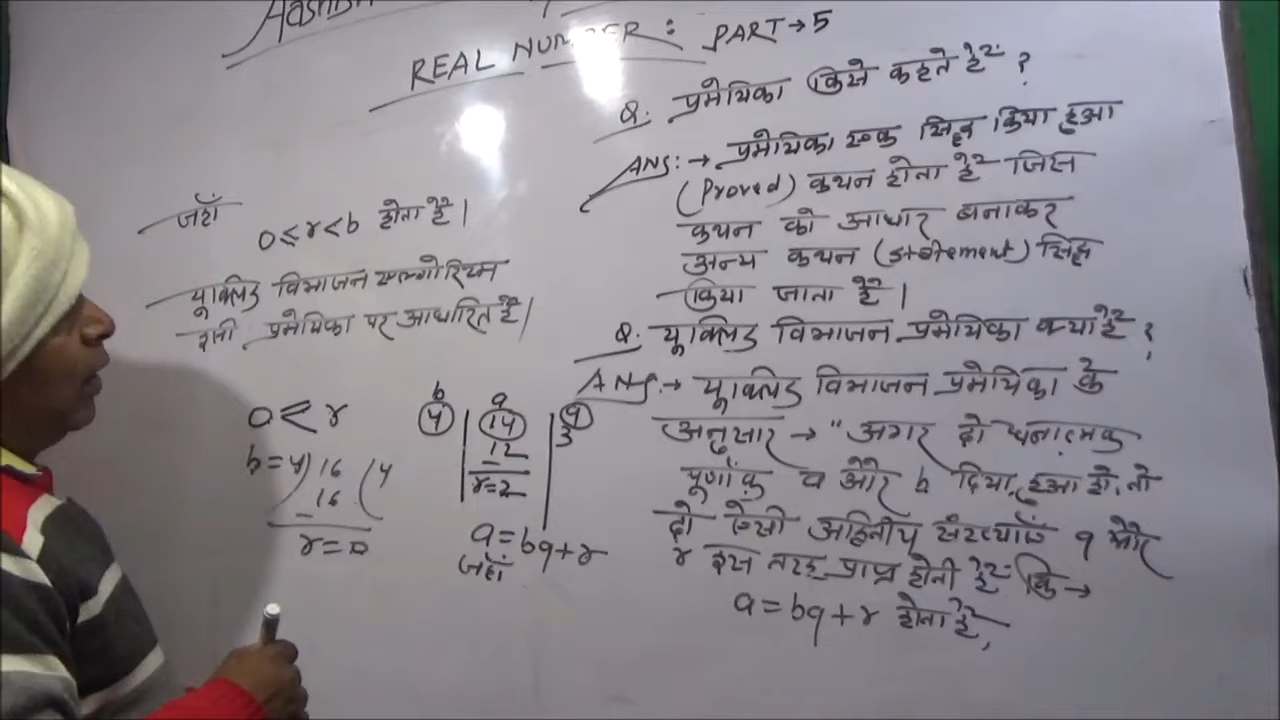 REAL NUMBER: PART→5
Q. प्रमेयिका किसे कहते हैं ?
ANS:→ प्रमेयिका एक सिद्ध किया हुआ
(Proved) कथन होता है जिस
कथन को आधार बनाकर
अन्य कथन (statement) सिद्ध
किया जाता है।
Q. यूक्लिड विभाजन प्रमेयिका क्या है ?
ANS.→ यूक्लिड विभाजन प्रमेयिका के
अनुसार → "अगर दो धनात्मक
पूर्णांक a और b दिया हुआ हो, तो
दो ऐसी अद्वितीय संख्याएँ q और
r इस तरह प्राप्त होती हैं कि →
a = bq + r होता है,
जहाँ
0 ≤ r < b होता है।
यूक्लिड विभाजन एल्गोरिथ्म
इसी प्रमेयिका पर आधारित है।
0 ≤ r
b = 4) 16 (4
- 16
r = 0
b a q
4 | 14 | 3
- 12
r = 2
a = bq + r
जहाँ